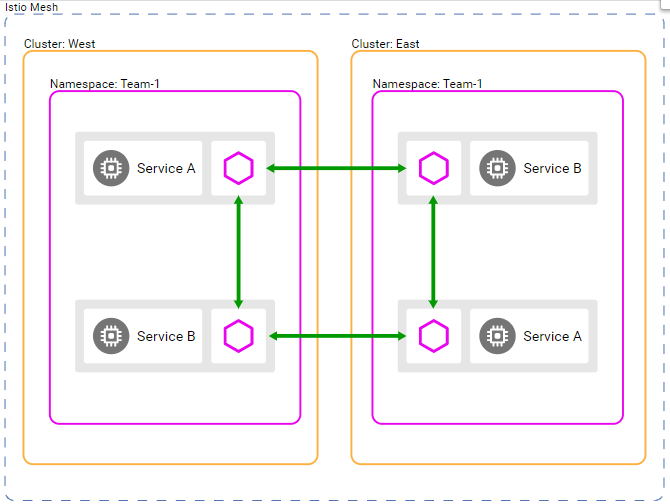 Istio Mesh
Cluster: West
Cluster: East
Namespace: Team-1
Namespace: Team-1
Service A
Service B
Service B
Service A